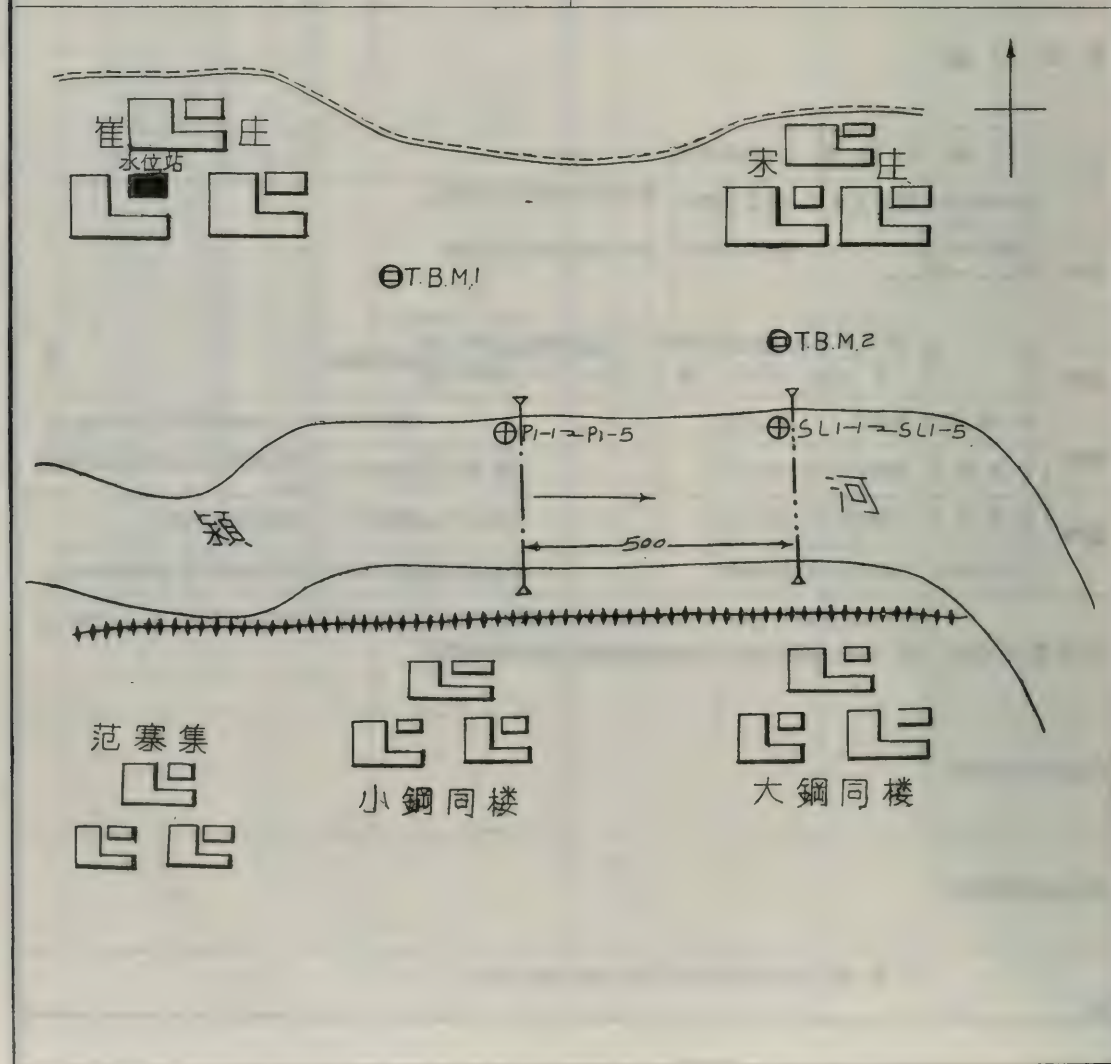 崔庄
水位站
宋庄
T.B.M.1
T.B.M.2
P1-1~P1-5
SL1-1~SL1-5
潁河
500
范寨集
小鋼同楼
大鋼同楼